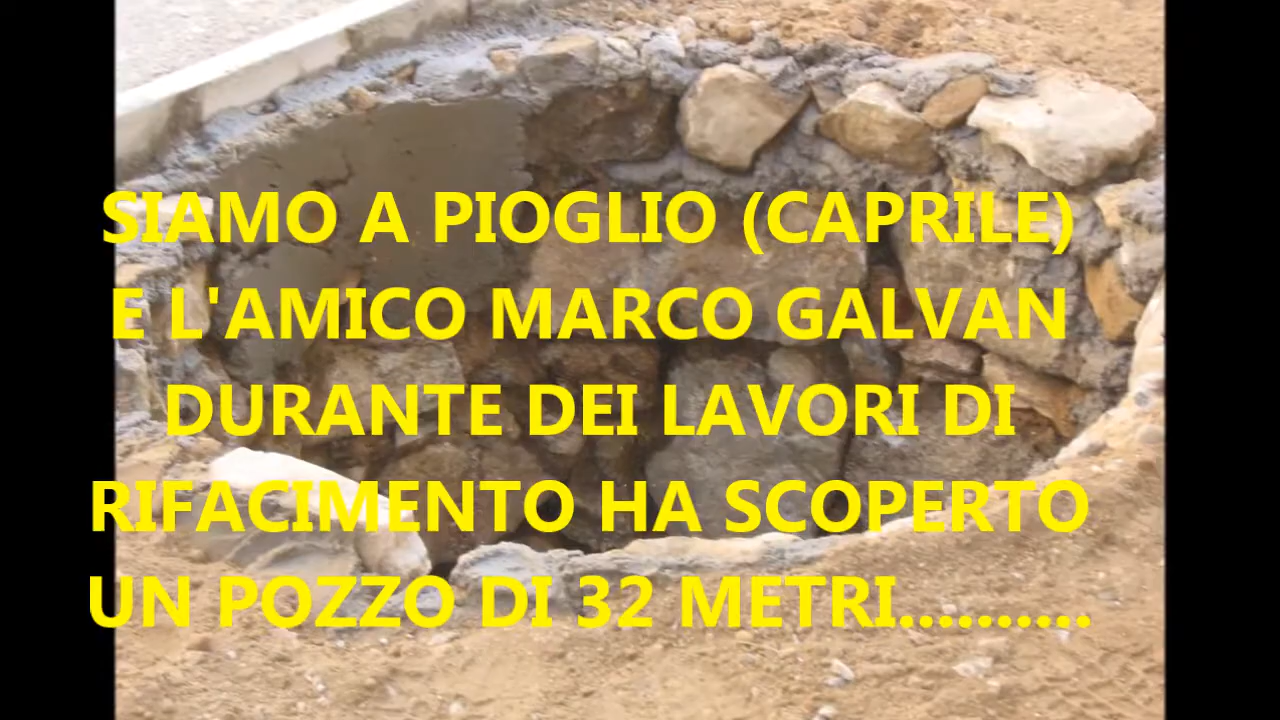 SIAMO A PIOGLIO (CAPRILE)
E L'AMICO MARCO GALVAN
DURANTE DEI LAVORI DI
RIFACIMENTO HA SCOPERTO
UN POZZO DI 32 METRI..........